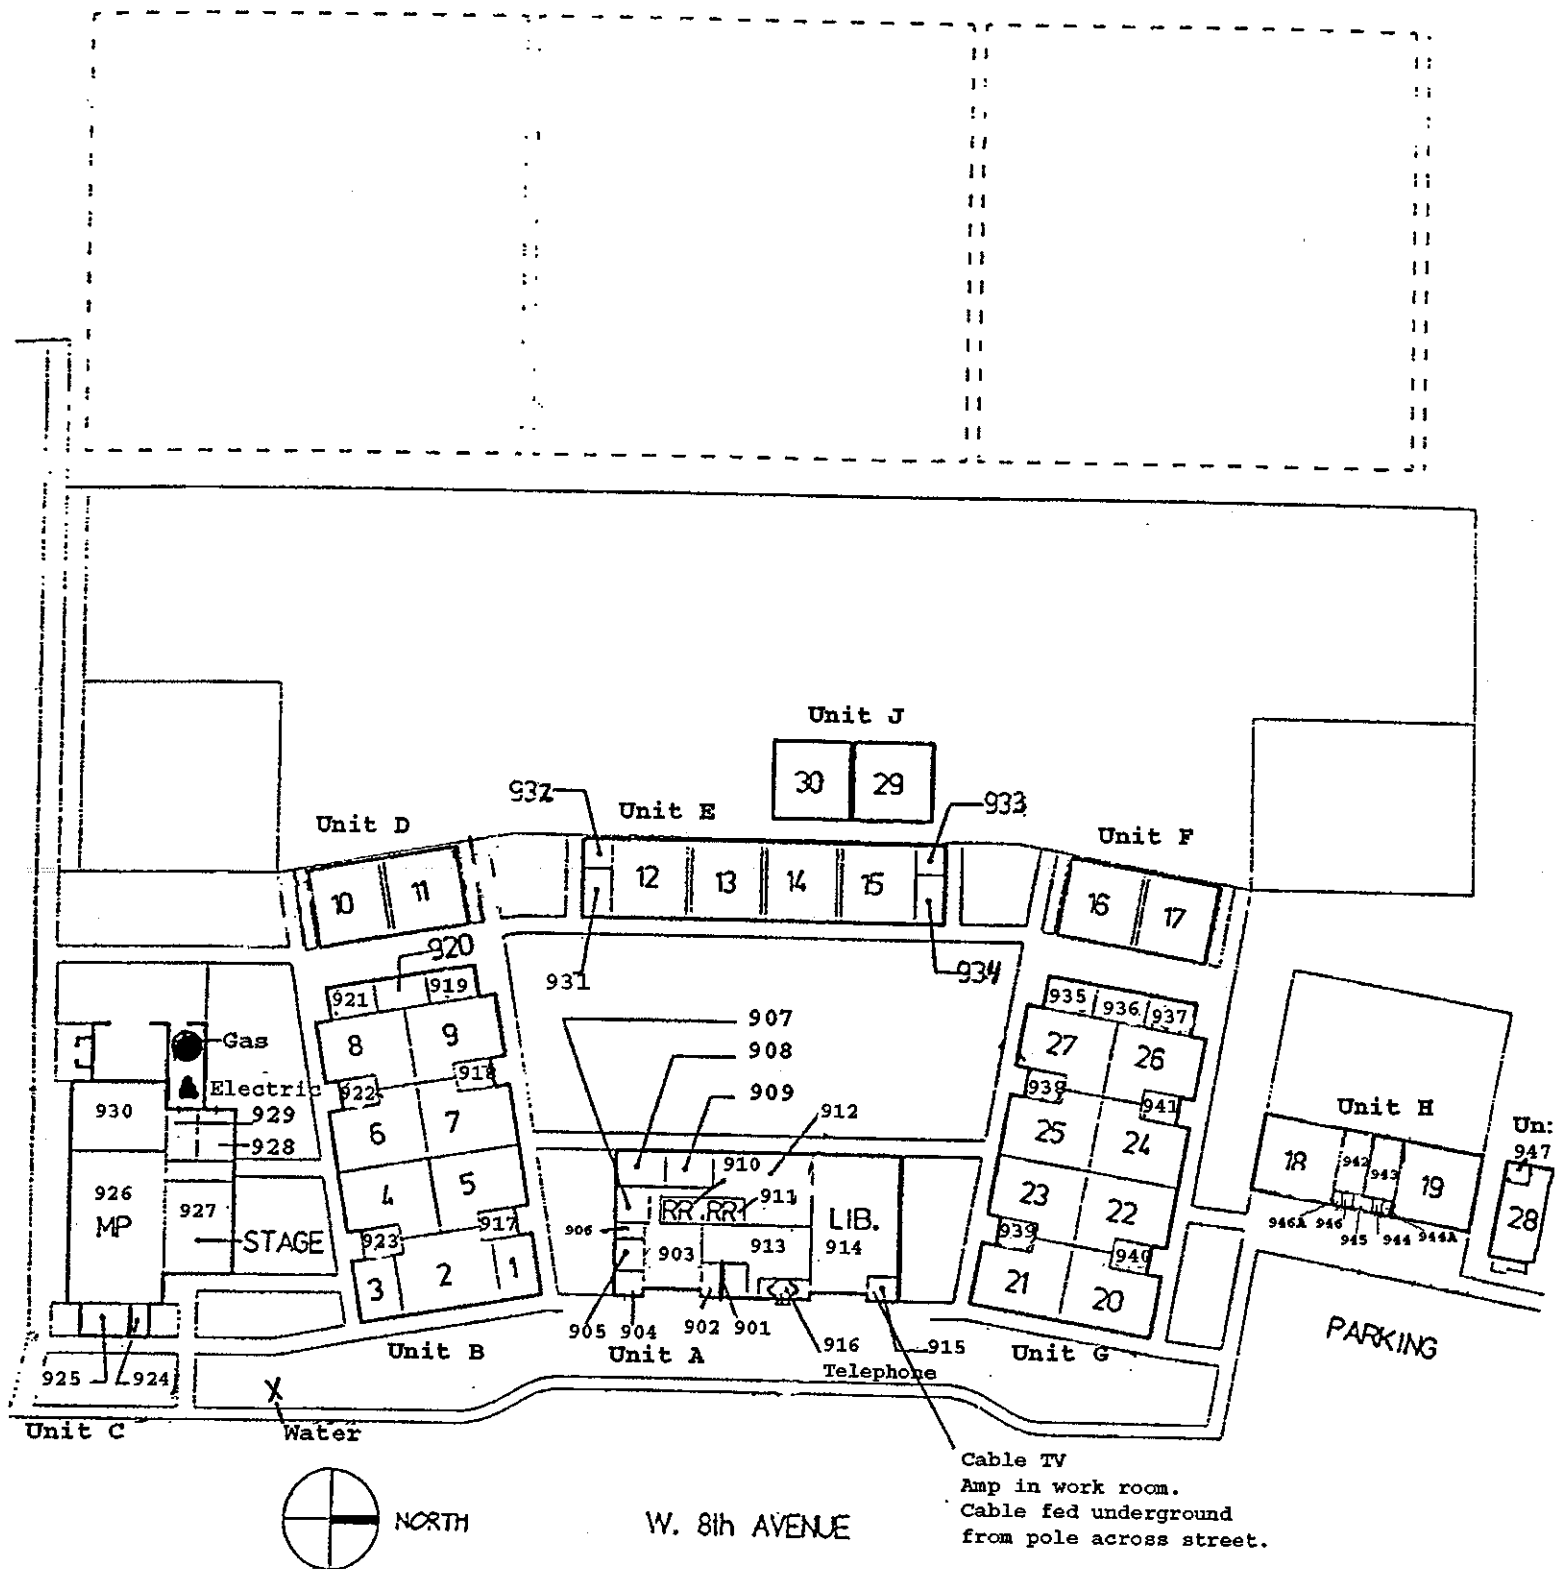 Unit J
30 29
932
Unit E
933
Unit D
Unit F
12 13 14 15
10 11
16 17
931
934
920
921 919
935 936 937
8 9
27 26
907
908
909
912
Gas
Electric
929
928
930
922 918
938 941
6 7
25 24
Unit H
18 942 943 19
946A 946 945 944 944A
Un:
947
28
910
RR RR
911
926
MP
927
STAGE
4 5
23 22
906
903
913
LIB.
914
923 917
939 940
3 2 1
21 20
905 904 902 901
916
Telephone
915
925 924
Unit B
Unit A
Unit G
PARKING
Unit C
X
Water
Cable TV
Amp in work room.
Cable fed underground
from pole across street.
NORTH
W. 8th AVENUE